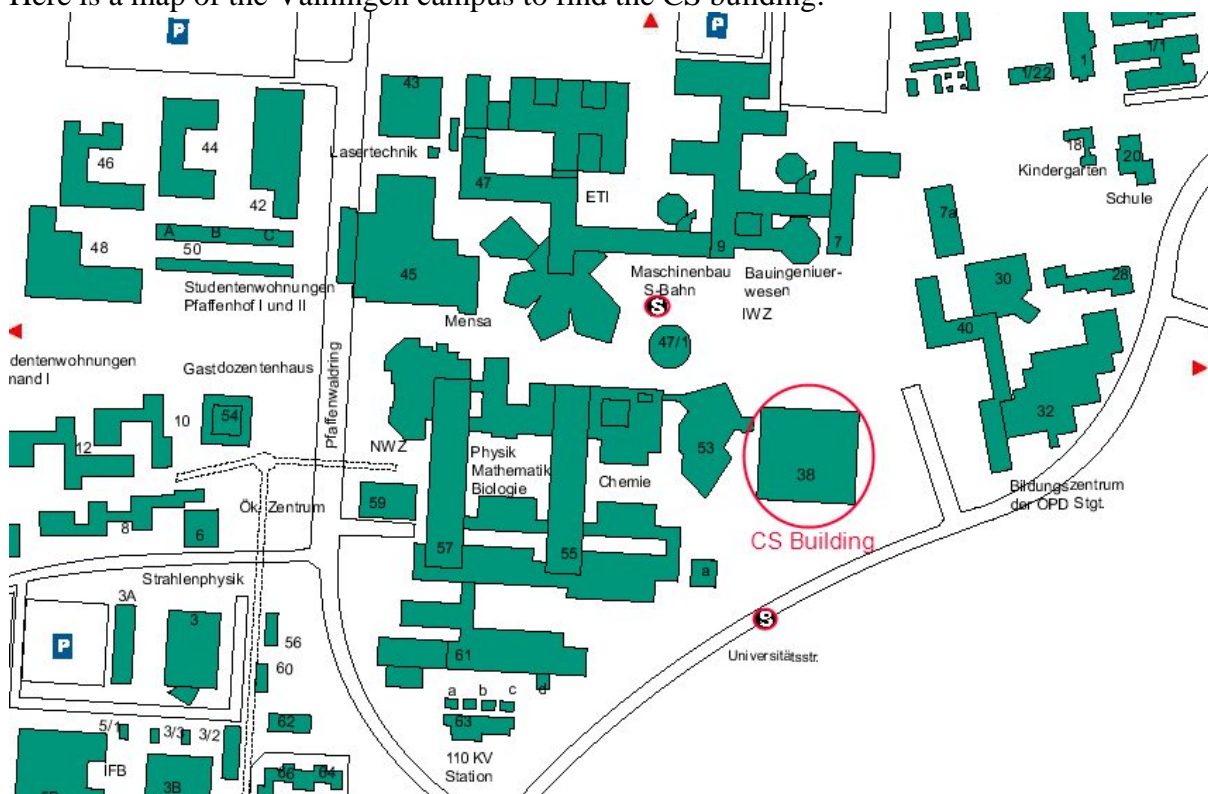 Here is a map of the Vaihingen campus to find the CS building:
P
P
1/2
1/1
1
1/22
43
44
46
42
Lasertechnik
47
ETI
18
20
Kindergarten
Schule
7a
A B C
50
48
45
9
7
Studentenwohnungen
Pfaffenhof I und II
Maschinenbau
S-Bahn
S
Bauingeniuer-
wesen
IWZ
30
28
40
Mensa
47/1
dentenwohnungen
mand I
Gastdozentenhaus
Pfaffenwaldring
10
54
12
NWZ
Physik
Mathematik
Biologie
Chemie
53
38
32
CS Building
Bildungszentrum
der OPD Stgt.
59
Ök. Zentrum
8
6
57
55
a
Strahlenphysik
3A
3
56
P
60
S
Universitätsstr.
61
a b c d
63
110 KV
Station
62
5/1
3/3
3/2
IFB
3B
66
64